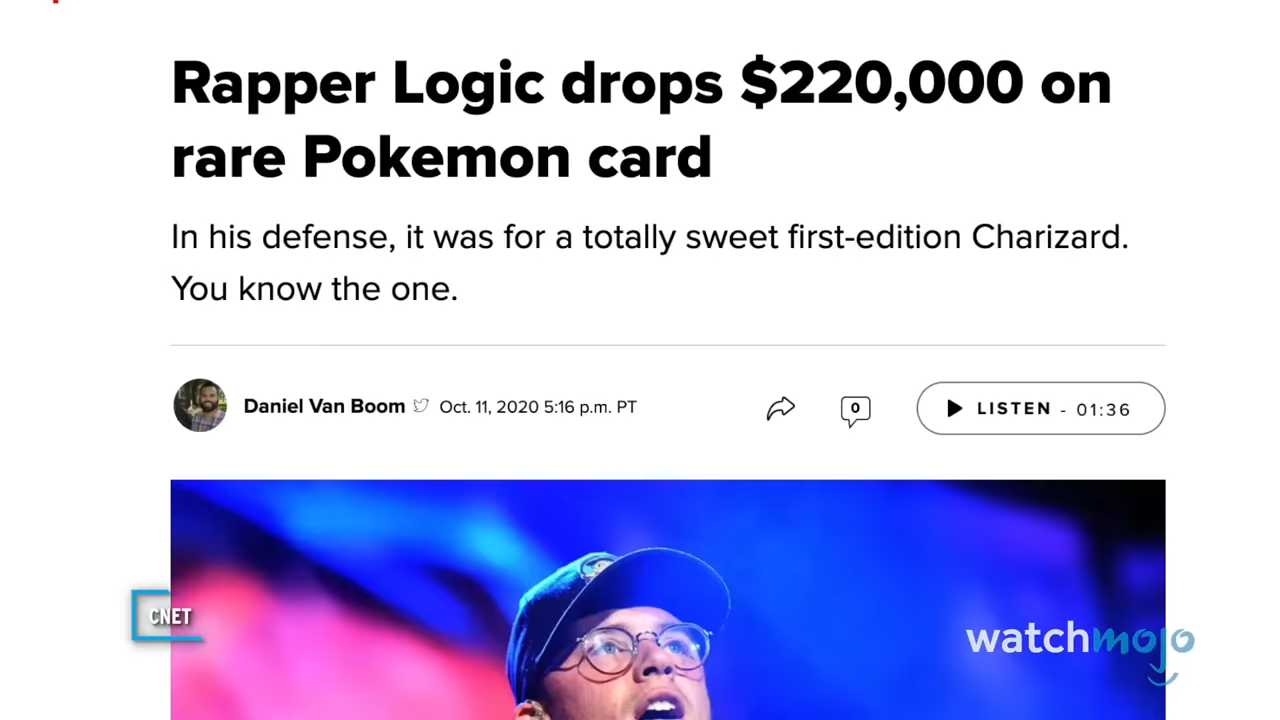 Rapper Logic drops $220,000 on
rare Pokemon card
In his defense, it was for a totally sweet first-edition Charizard.
You know the one.
Daniel Van Boom Oct. 11, 2020 5:16 p.m. PT
0
LISTEN - 01:36
CNET
watchmojo